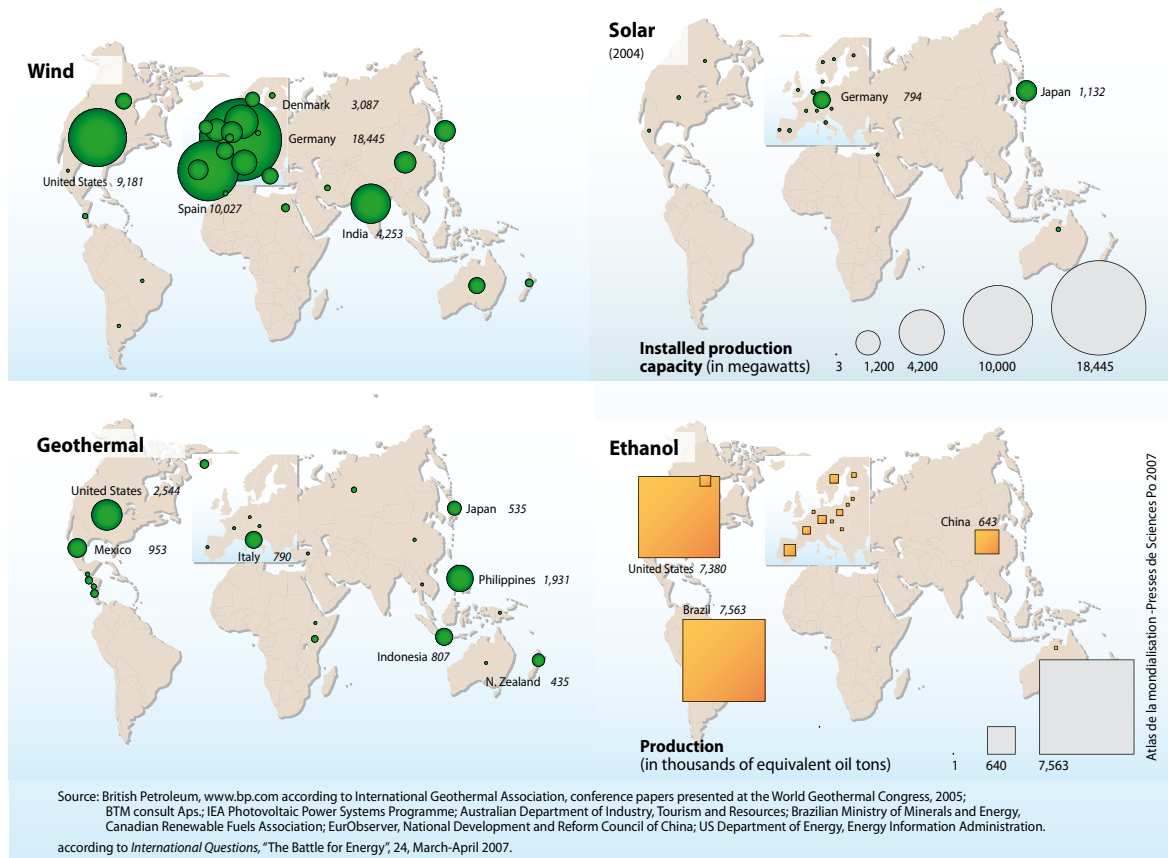 Wind
Denmark 3,087
Germany 18,445
United States 9,181
Spain 10,027
India 4,253
Solar
(2004)
Germany 794
Japan 1,132
Installed production
capacity (in megawatts)
3
1,200
4,200
10,000
18,445
Geothermal
United States 2,544
Mexico 953
Italy 790
Japan 535
Philippines 1,931
Indonesia 807
N. Zealand 435
Ethanol
United States 7,380
Brazil 7,563
China 643
Production
(in thousands of equivalent oil tons)
1
640
7,563
Atlas de la mondialisation -Presses de Sciences Po 2007
Source: British Petroleum, www.bp.com according to International Geothermal Association, conference papers presented at the World Geothermal Congress, 2005;
BTM consult Aps.; IEA Photovoltaic Power Systems Programme; Australian Department of Industry, Tourism and Resources; Brazilian Ministry of Minerals and Energy,
Canadian Renewable Fuels Association; EurObserver, National Development and Reform Council of China; US Department of Energy, Energy Information Administration.
according to International Questions, “The Battle for Energy”, 24, March-April 2007.